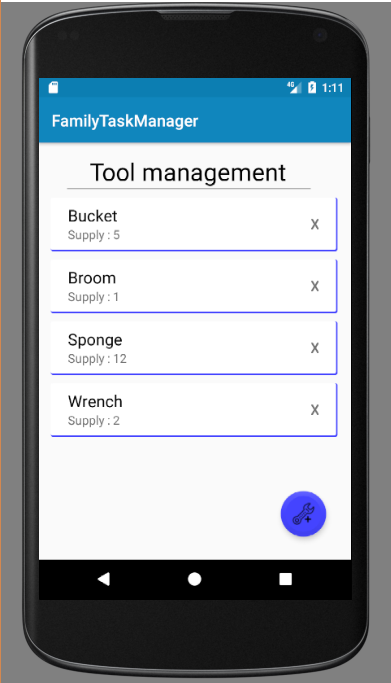 4G 1:11
FamilyTaskManager
Tool management
Bucket
Supply : 5
X
Broom
Supply : 1
X
Sponge
Supply : 12
X
Wrench
Supply : 2
X